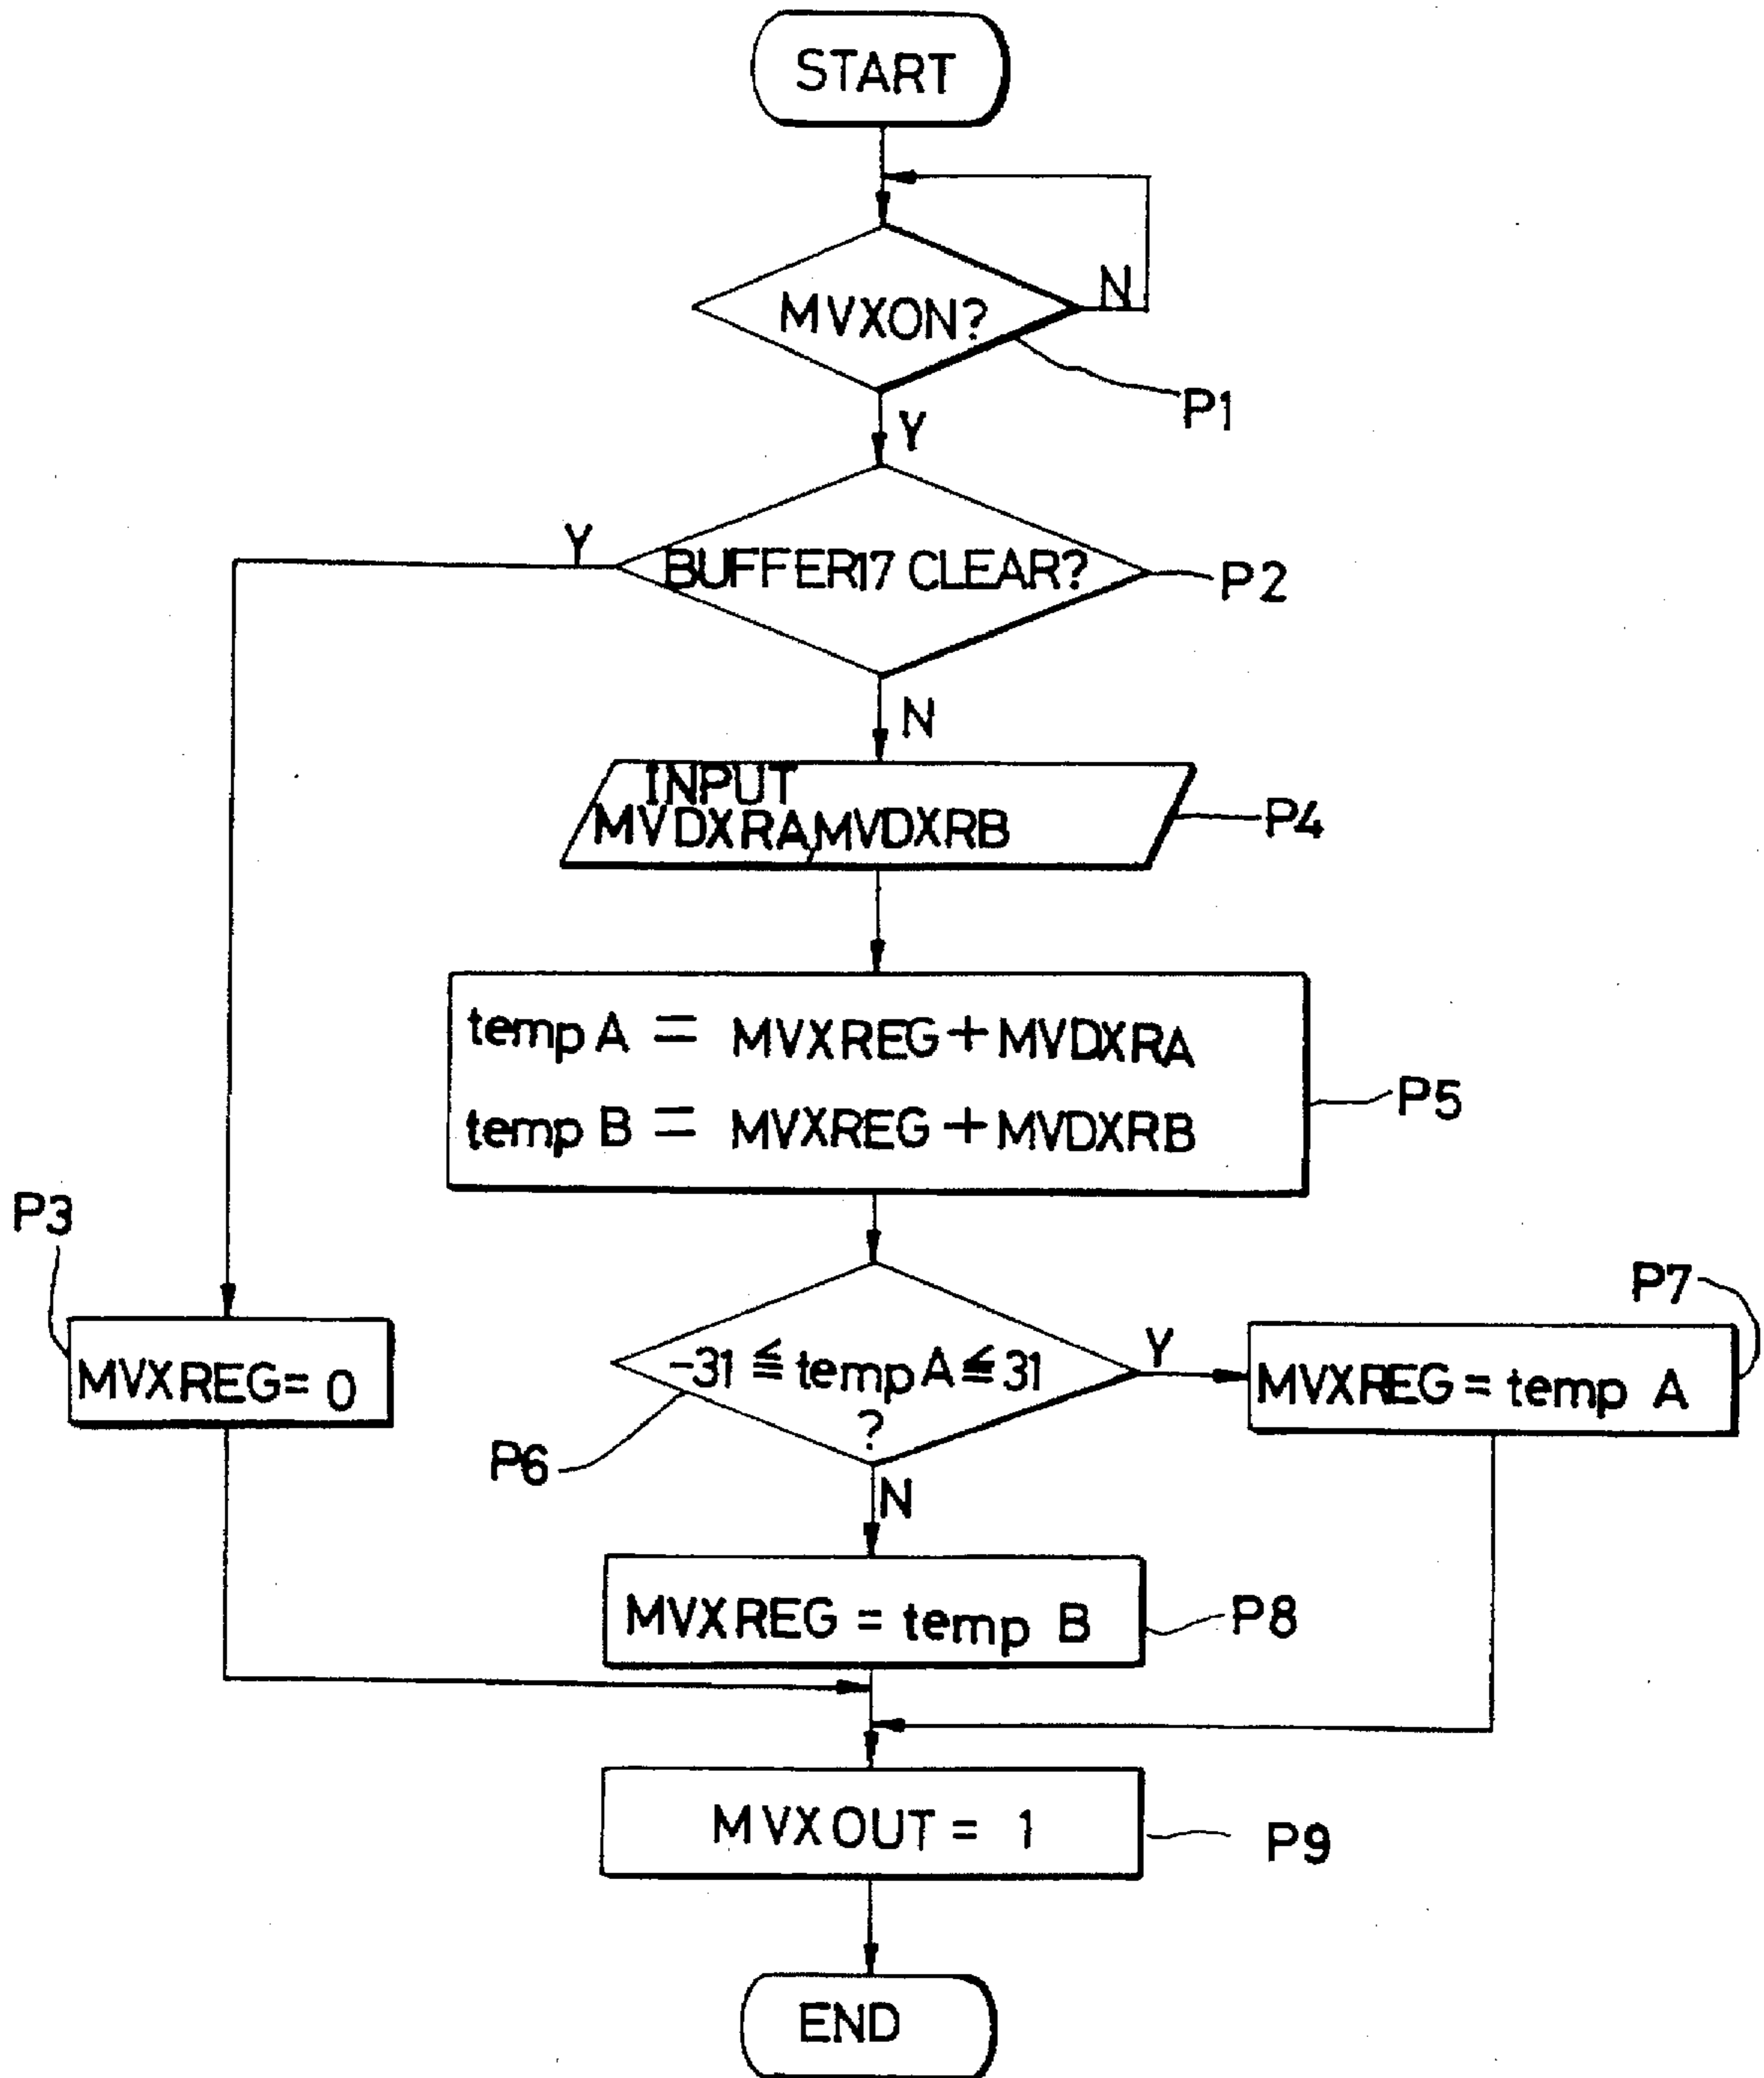 START
N
MVXON?
P1
Y
Y
BUFFER17 CLEAR?
P2
N
INPUT
MVDXRA,MVDXRB
P4
temp A = MVXREG + MVDXRA
P5
temp B = MVXREG + MVDXRB
P3
P7
MVXREG = 0
-31 ≦ temp A ≦ 31
?
Y
MVXREG = temp A
P6
N
MVXREG = temp B
P8
MVXOUT = 1
P9
END